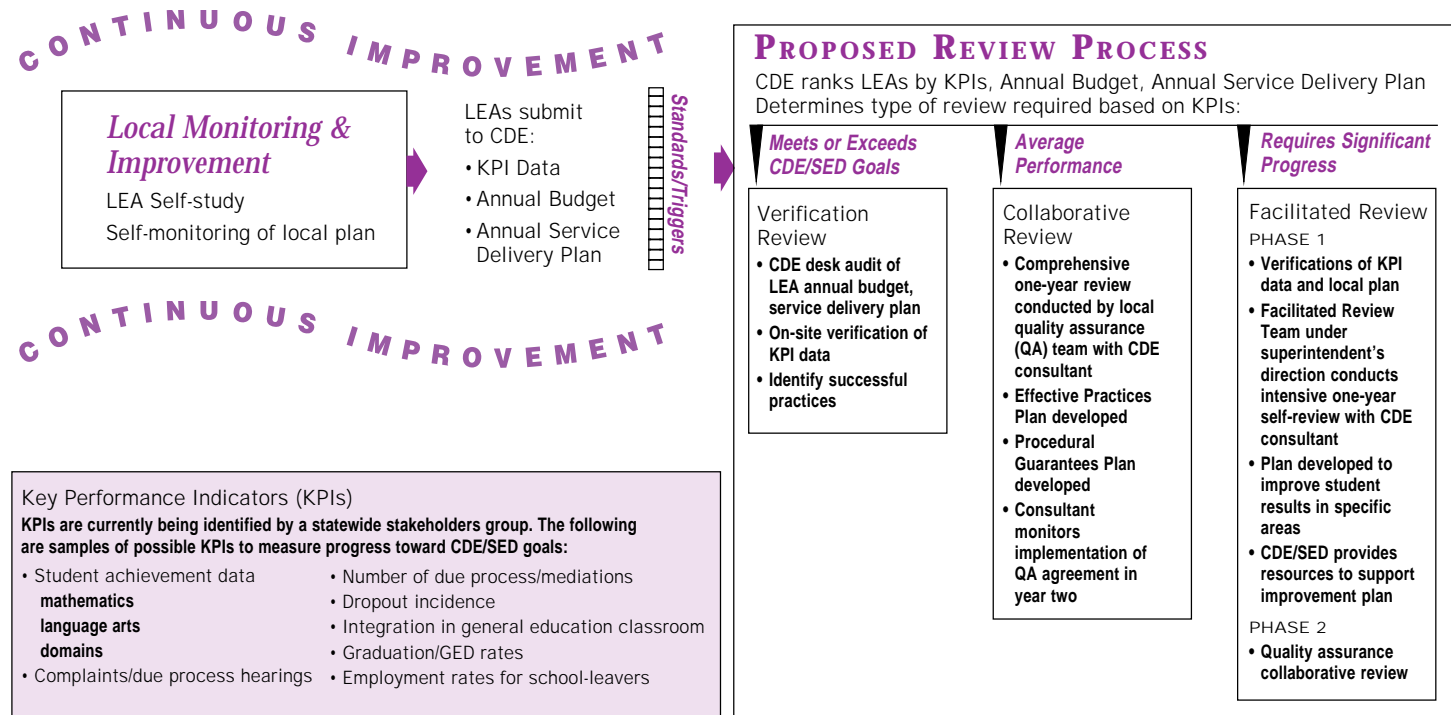 CONTINUOUS IMPROVEMENT
Local Monitoring &
Improvement
LEA Self-study
Self-monitoring of local plan
LEAs submit
to CDE:
• KPI Data
• Annual Budget
• Annual Service
Delivery Plan
Standards/Triggers
CONTINUOUS IMPROVEMENT
PROPOSED REVIEW PROCESS
CDE ranks LEAs by KPIs, Annual Budget, Annual Service Delivery Plan
Determines type of review required based on KPIs:
Meets or Exceeds
CDE/SED Goals
Verification
Review
• CDE desk audit of
LEA annual budget,
service delivery plan
• On-site verification of
KPI data
• Identify successful
practices
Average
Performance
Collaborative
Review
• Comprehensive
one-year review
conducted by local
quality assurance
(QA) team with CDE
consultant
• Effective Practices
Plan developed
• Procedural
Guarantees Plan
developed
• Consultant
monitors
implementation of
QA agreement in
year two
Requires Significant
Progress
Facilitated Review
PHASE 1
• Verifications of KPI
data and local plan
• Facilitated Review
Team under
superintendent's
direction conducts
intensive one-year
self-review with CDE
consultant
• Plan developed to
improve student
results in specific
areas
• CDE/SED provides
resources to support
improvement plan
PHASE 2
• Quality assurance
collaborative review
Key Performance Indicators (KPIs)
KPIs are currently being identified by a statewide stakeholders group. The following
are samples of possible KPIs to measure progress toward CDE/SED goals:
• Student achievement data
mathematics
language arts
domains
• Complaints/due process hearings
• Number of due process/mediations
• Dropout incidence
• Integration in general education classroom
• Graduation/GED rates
• Employment rates for school-leavers